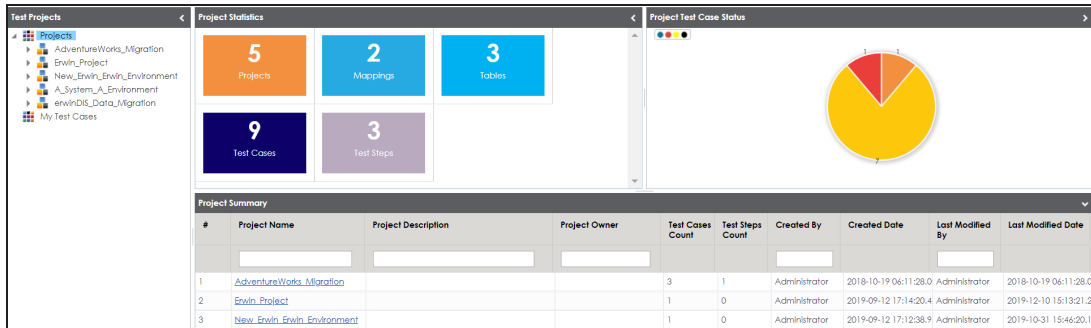 Test Projects
Projects
AdventureWorks_Migration
Erwin_Project
New_Erwin_Erwin_Environment
A_System_A_Environment
erwinDIS_Data_Migration
My Test Cases
Project Statistics
5
Projects
2
Mappings
3
Tables
9
Test Cases
3
Test Steps
Project Test Case Status
1 1
7
Project Summary
# Project Name Project Description Project Owner Test Cases Count Test Steps Count Created By Created Date Last Modified By Last Modified Date
1 AdventureWorks_Migration 3 1 Administrator 2018-10-19 06:11:28.0 Administrator 2018-10-19 06:11:28.0
2 Erwin_Project 1 0 Administrator 2019-09-12 17:14:20.4 Administrator 2019-12-10 15:13:21.2
3 New_Erwin_Erwin_Environment 1 0 Administrator 2019-09-12 17:12:38.9 Administrator 2019-10-31 15:46:20.1